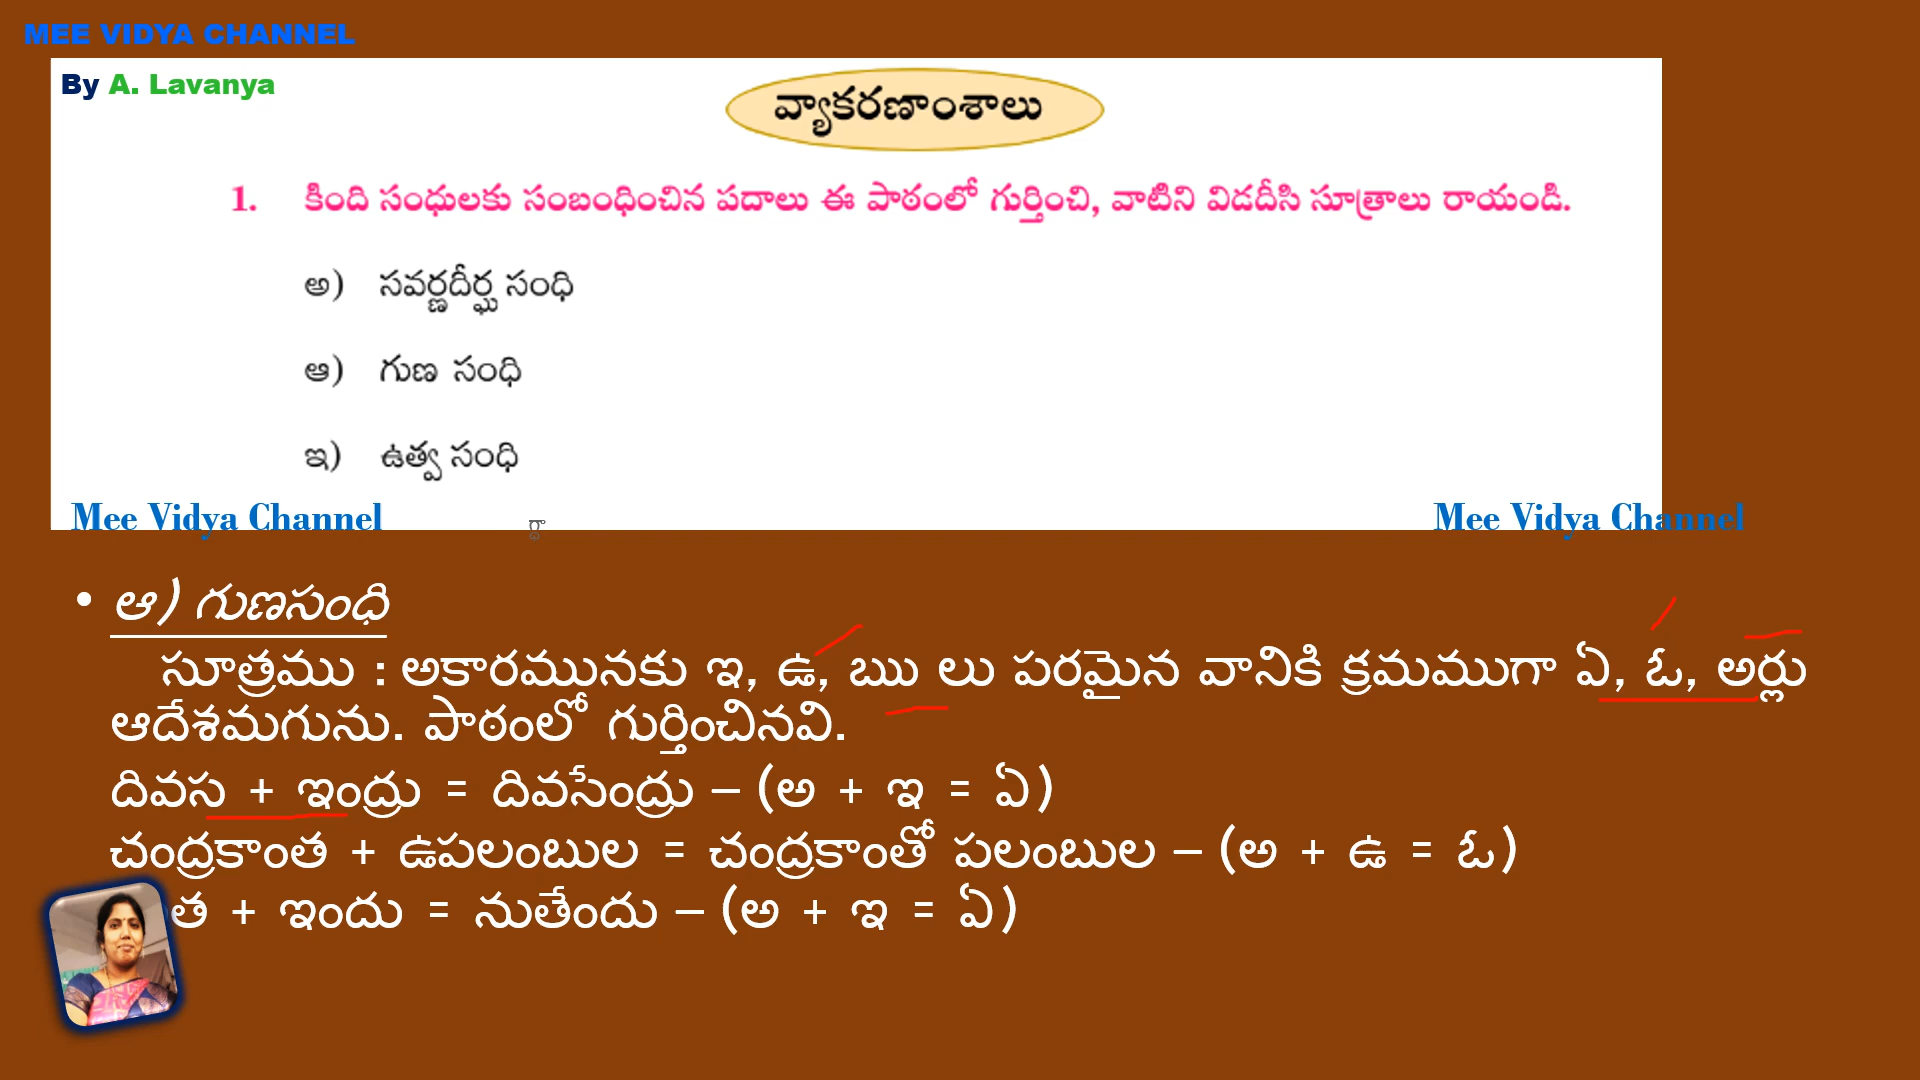 MEE VIDYA CHANNEL
By A. Lavanya
వ్యాకరణాంశాలు
1. కింది సంధులకు సంబంధించిన పదాలు ఈ పాఠంలో గుర్తించి, వాటిని విడదీసి సూత్రాలు రాయండి.
అ) సవర్ణదీర్ఘ సంధి
ఆ) గుణ సంధి
ఇ) ఉత్వ సంధి
Mee Vidya Channel Mee Vidya Channel
• ఆ) గుణసంధి
సూత్రము : అకారమునకు ఇ, ఉ, ఋ లు పరమైన వానికి క్రమముగా ఏ, ఓ, అర్లు
ఆదేశమగును. పాఠంలో గుర్తించినవి.
దివస + ఇంద్రు = దివసేంద్రు – (అ + ఇ = ఏ)
చంద్రకాంత + ఉపలంబుల = చంద్రకాంతో పలంబుల – (అ + ఉ = ఓ)
త + ఇందు = నుతేందు – (అ + ఇ = ఏ)